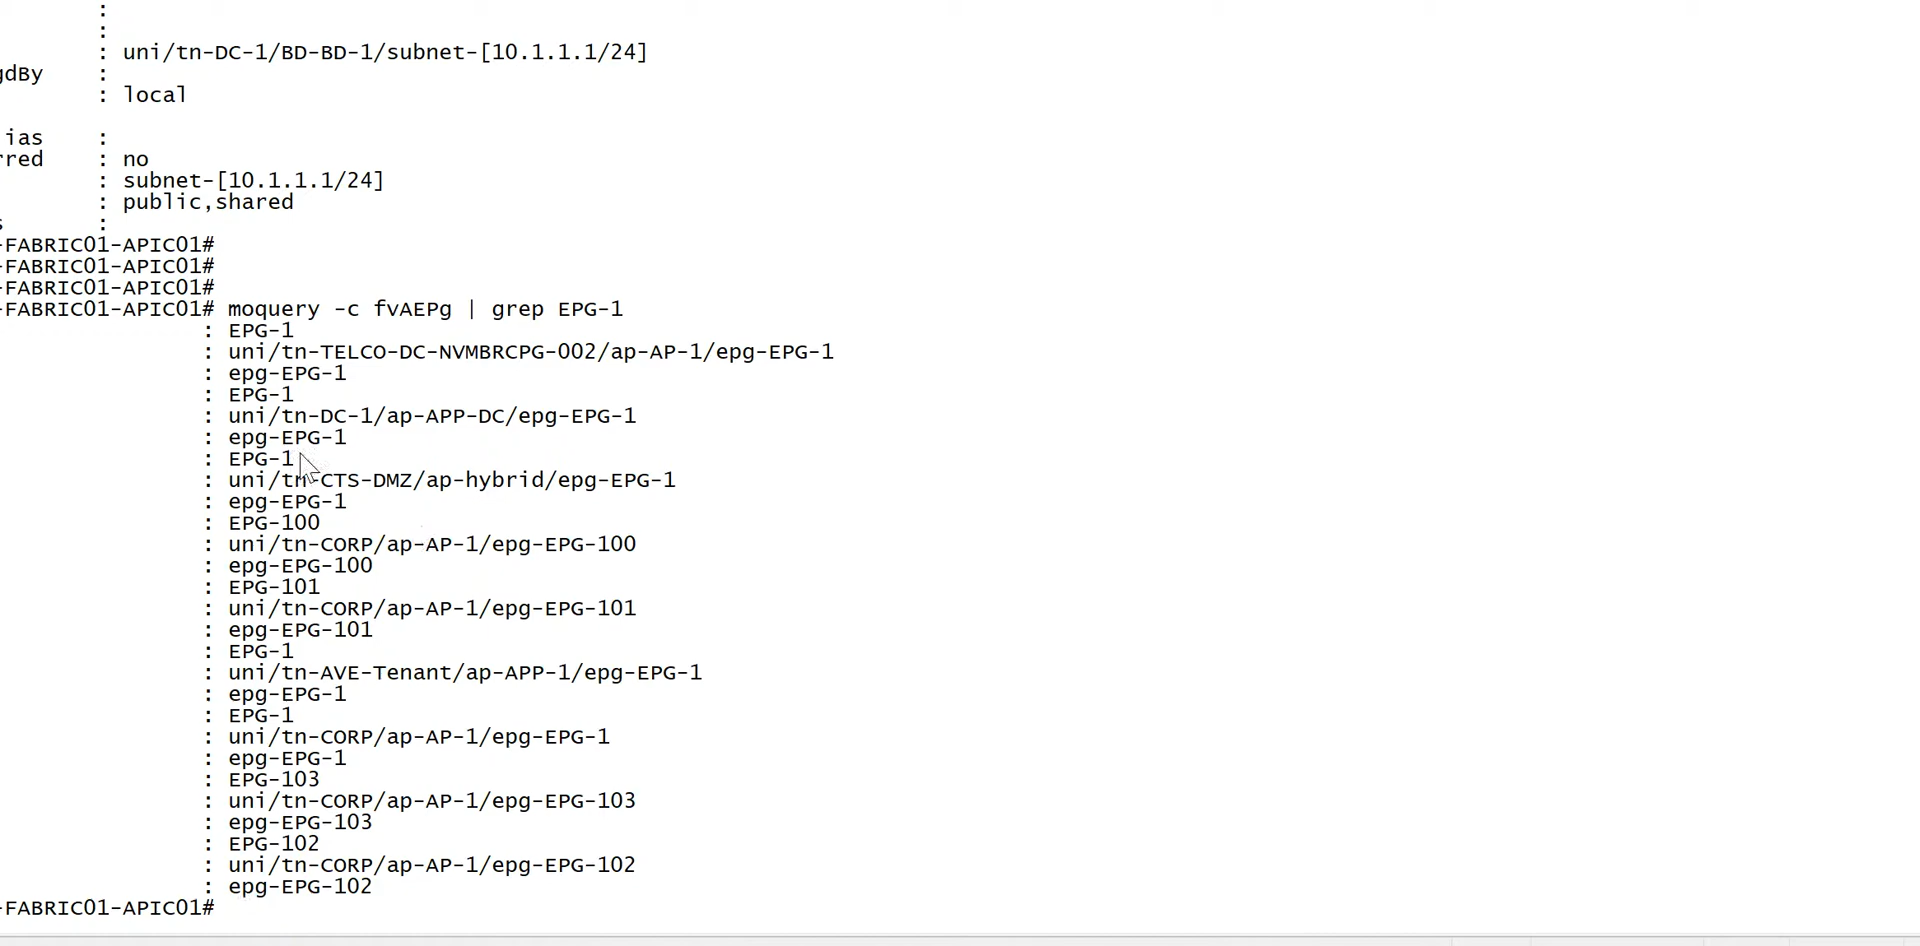 :
:
: uni/tn-DC-1/BD-BD-1/subnet-[10.1.1.1/24]
gdBy :
: local
ias :
rred : no
: subnet-[10.1.1.1/24]
: public,shared
s :
-FABRIC01-APIC01#
-FABRIC01-APIC01#
-FABRIC01-APIC01#
-FABRIC01-APIC01# moquery -c fvAEPg | grep EPG-1
: EPG-1
: uni/tn-TELCO-DC-NVMBRCPG-002/ap-AP-1/epg-EPG-1
: epg-EPG-1
: EPG-1
: uni/tn-DC-1/ap-APP-DC/epg-EPG-1
: epg-EPG-1
: EPG-1
: uni/tn-CTS-DMZ/ap-hybrid/epg-EPG-1
: epg-EPG-1
: EPG-100
: uni/tn-CORP/ap-AP-1/epg-EPG-100
: epg-EPG-100
: EPG-101
: uni/tn-CORP/ap-AP-1/epg-EPG-101
: epg-EPG-101
: EPG-1
: uni/tn-AVE-Tenant/ap-APP-1/epg-EPG-1
: epg-EPG-1
: EPG-1
: uni/tn-CORP/ap-AP-1/epg-EPG-1
: epg-EPG-1
: EPG-103
: uni/tn-CORP/ap-AP-1/epg-EPG-103
: epg-EPG-103
: EPG-102
: uni/tn-CORP/ap-AP-1/epg-EPG-102
: epg-EPG-102
-FABRIC01-APIC01#